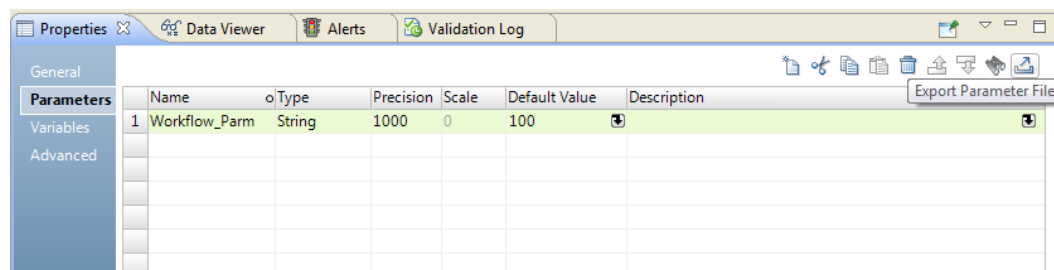 Properties Data Viewer Alerts Validation Log
General
Export Parameter File
Parameters Name Type Precision Scale Default Value Description
1 Workflow_Parm String 1000 0 100
Variables
Advanced